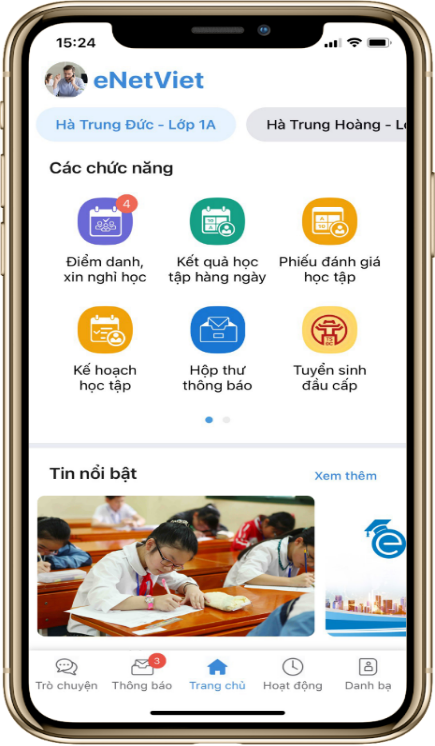 15:24
eNetViet
Hà Trung Đức - Lớp 1A
Hà Trung Hoàng - L
Các chức năng
4
Điểm danh,
xin nghỉ học
Kết quả học
tập hàng ngày
Phiếu đánh giá
học tập
Kế hoạch
học tập
Hộp thư
thông báo
Tuyển sinh
đầu cấp
Tin nổi bật
Xem thêm
e
3
Trò chuyện
Thông báo
Trang chủ
Hoạt động
Danh bạ